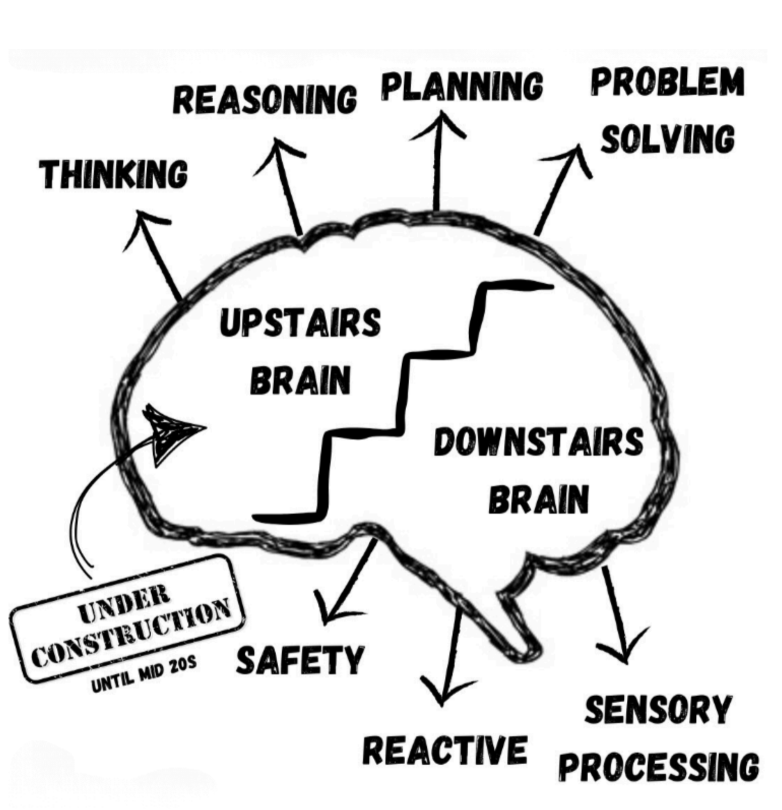 REASONING
PLANNING
PROBLEM
SOLVING
THINKING
UPSTAIRS
BRAIN
DOWNSTAIRS
BRAIN
UNDER
CONSTRUCTION
UNTIL MID 20S
SAFETY
REACTIVE
SENSORY
PROCESSING